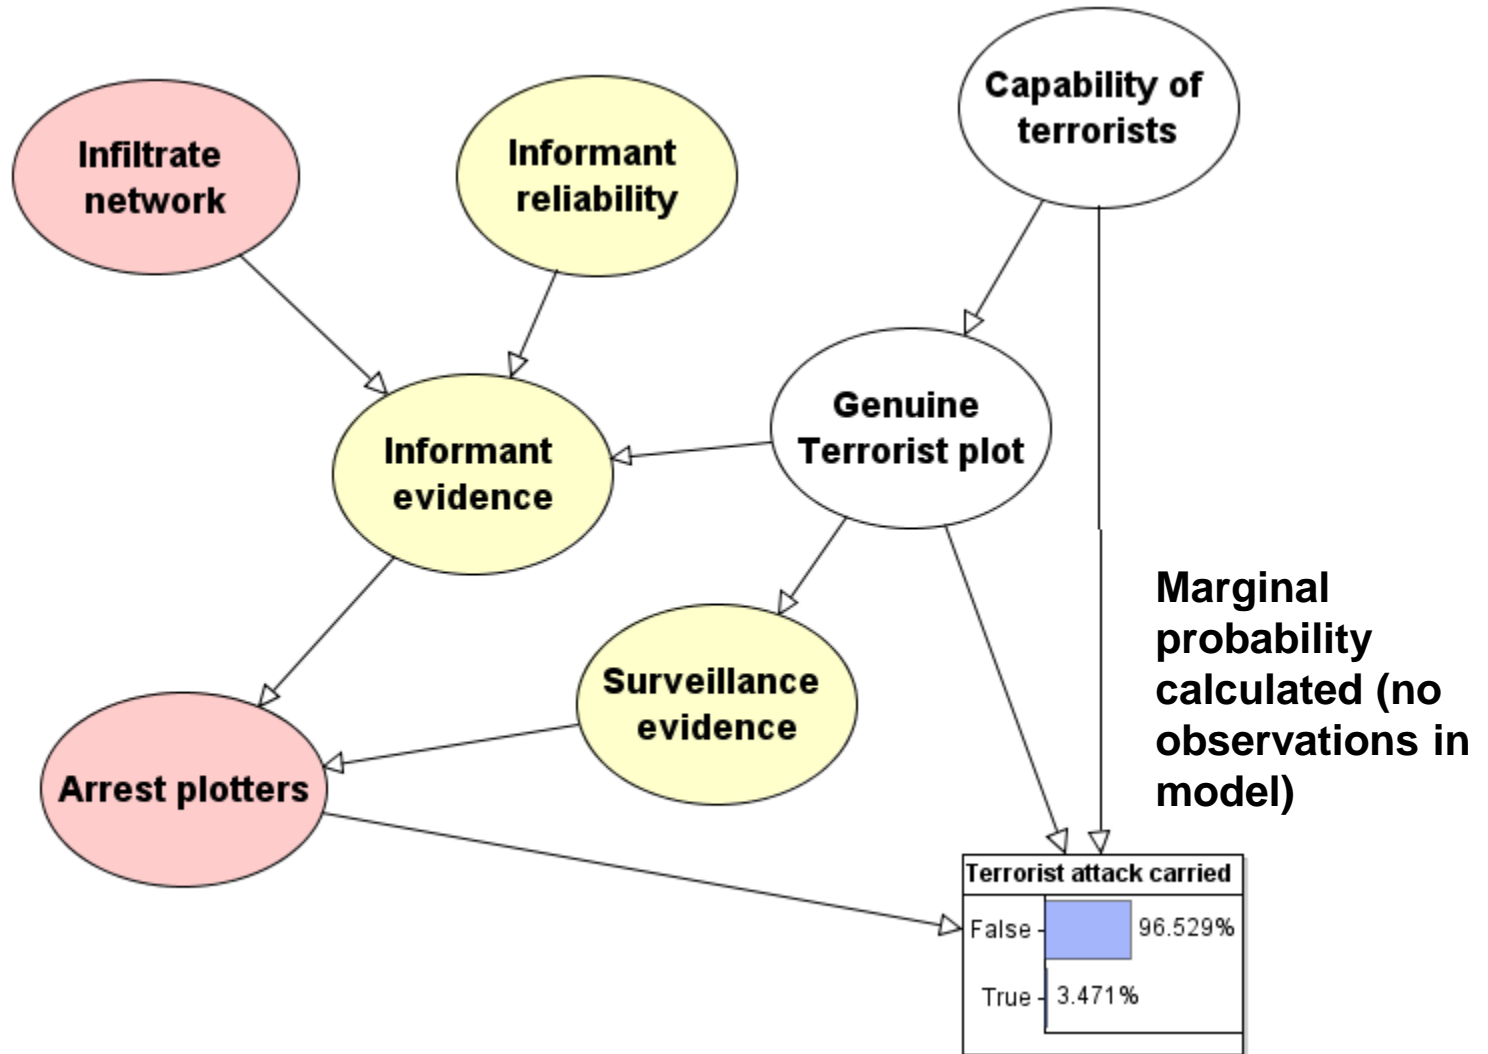 Capability of
terrorists
Infiltrate
network
Informant
reliability
Genuine
Terrorist plot
Informant
evidence
Marginal
probability
calculated (no
observations in
model)
Surveillance
evidence
Arrest plotters
Terrorist attack carried
False 96.529%
True 3.471%